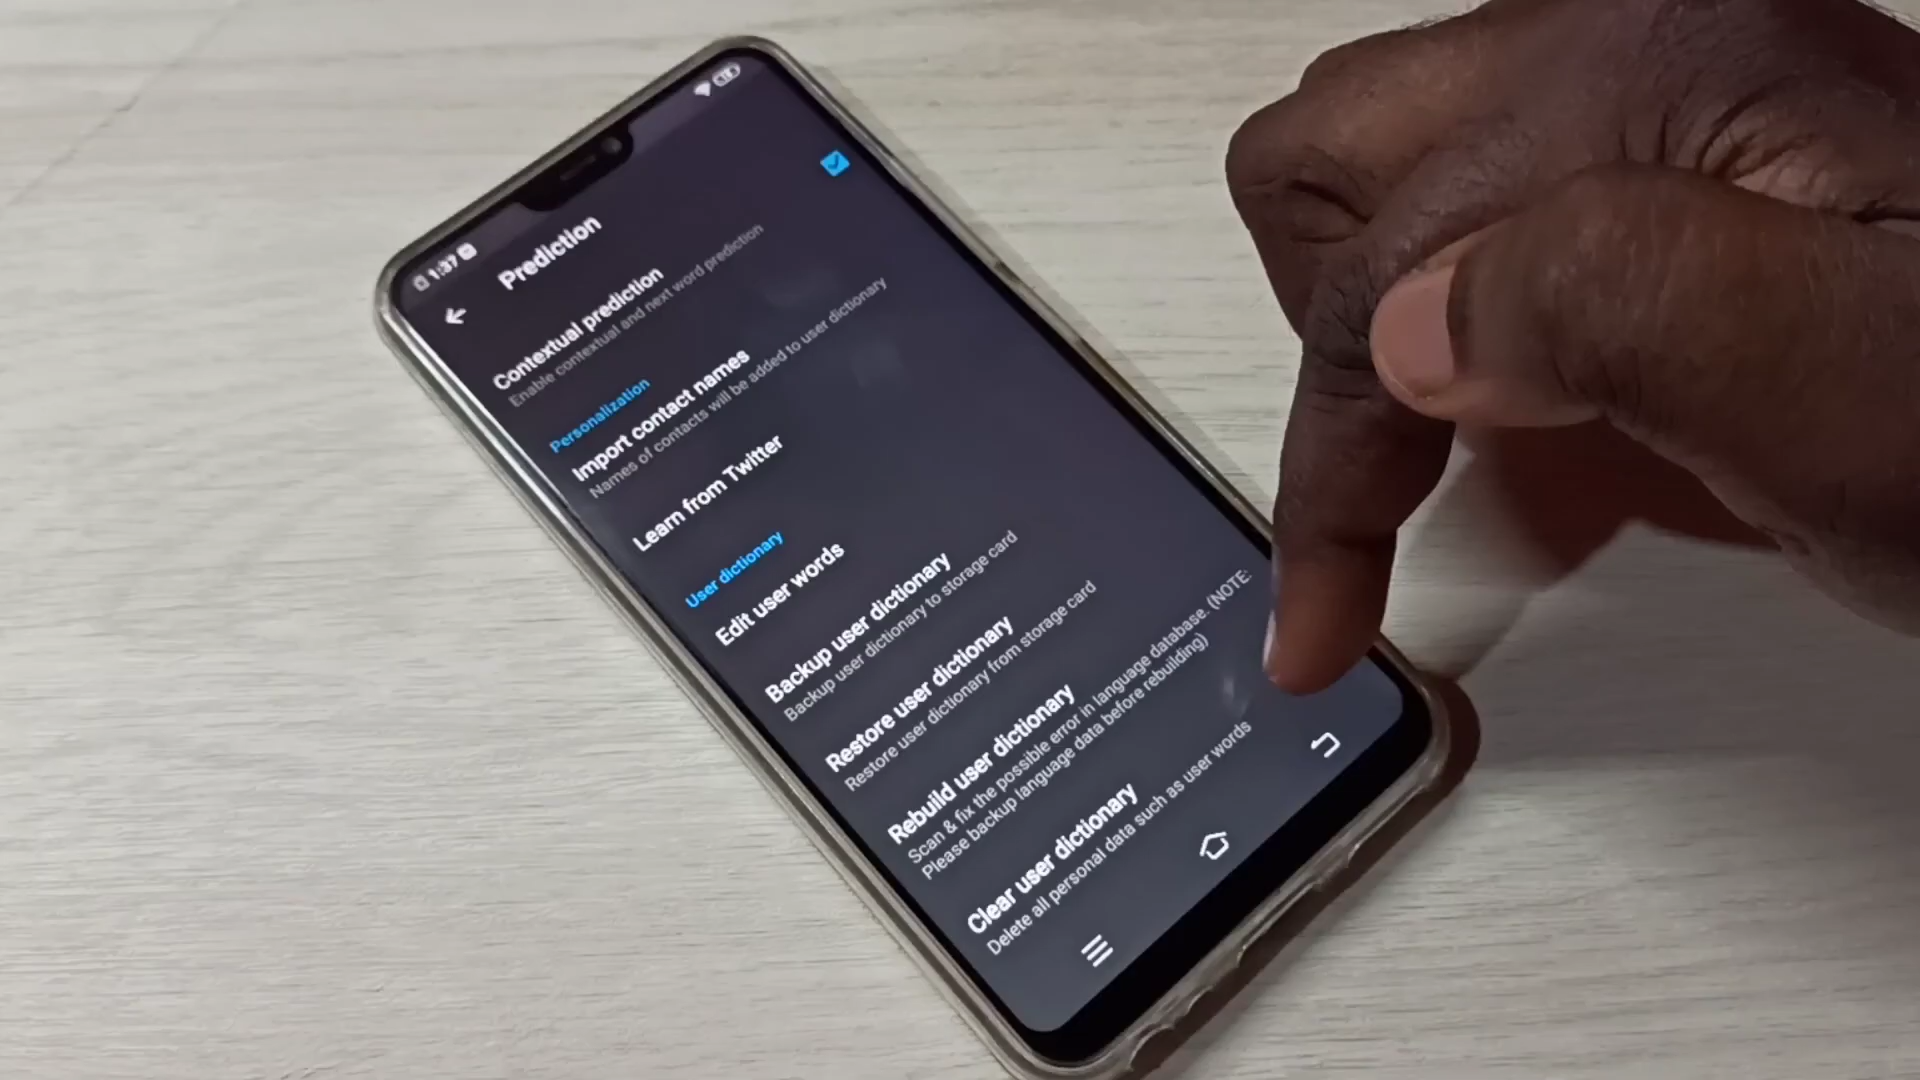 1:37
Prediction
Contextual prediction
Enable contextual and next word prediction
Personalization
Import contact names
Names of contacts will be added to user dictionary
Learn from Twitter
User dictionary
Edit user words
Backup user dictionary
Backup user dictionary to storage card
Restore user dictionary
Restore user dictionary from storage card
Rebuild user dictionary
Scan & fix the possible error in language database. (NOTE:
Please backup language data before rebuilding)
Clear user dictionary
Delete all personal data such as user words